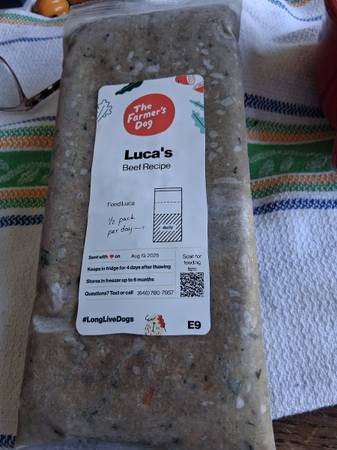 The
Farmer's
Dog
Luca's
Beef Recipe
Feed Luca
1/2 pack
per day
daily
Sent with ❤ on Aug 19, 2025
Keeps in fridge for 4 days after thawing
Stores in freezer up to 6 months
Questions? Text or call (646) 780-7957
Scan for
feeding
tips:
#LongLiveDogs
E9